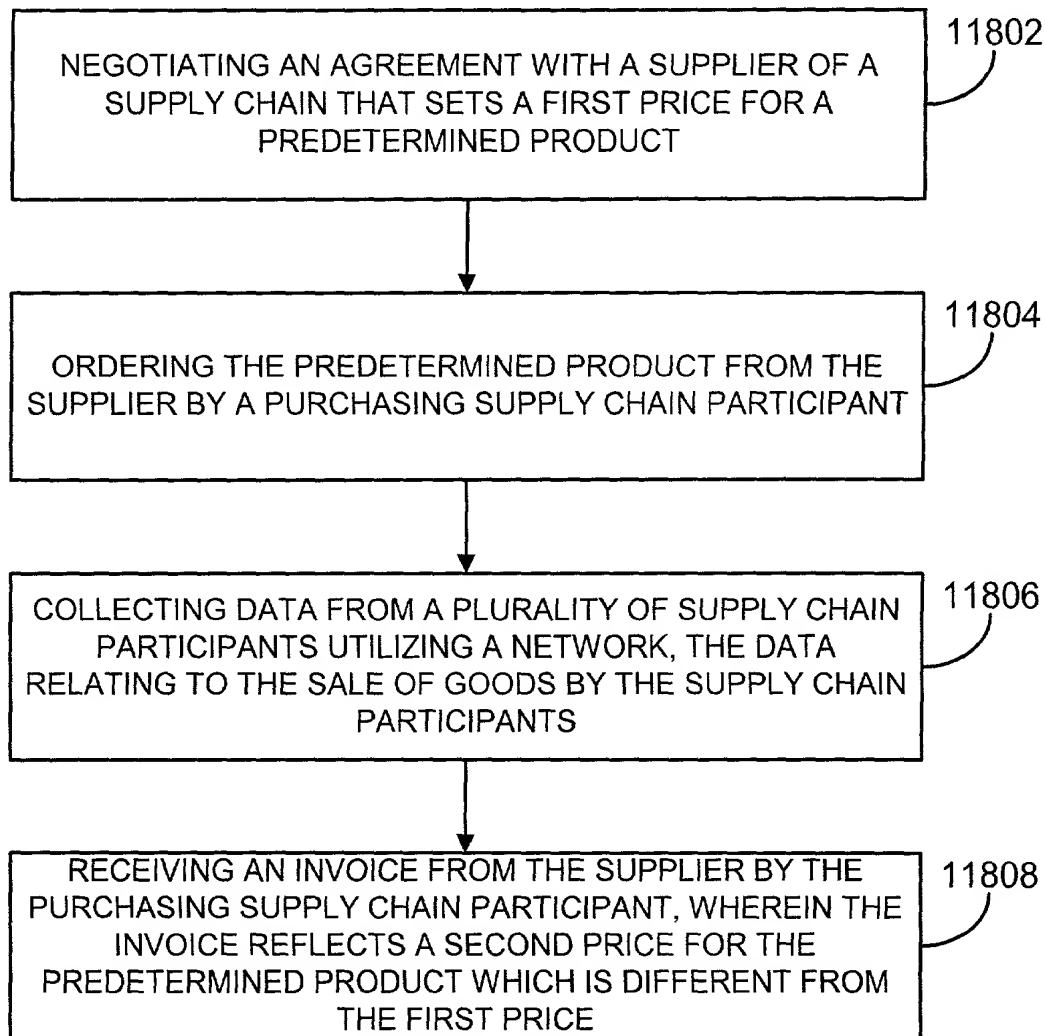 11802
NEGOTIATING AN AGREEMENT WITH A SUPPLIER OF A
SUPPLY CHAIN THAT SETS A FIRST PRICE FOR A
PREDETERMINED PRODUCT
11804
ORDERING THE PREDETERMINED PRODUCT FROM THE
SUPPLIER BY A PURCHASING SUPPLY CHAIN PARTICIPANT
11806
COLLECTING DATA FROM A PLURALITY OF SUPPLY CHAIN
PARTICIPANTS UTILIZING A NETWORK, THE DATA
RELATING TO THE SALE OF GOODS BY THE SUPPLY CHAIN
PARTICIPANTS
11808
RECEIVING AN INVOICE FROM THE SUPPLIER BY THE
PURCHASING SUPPLY CHAIN PARTICIPANT, WHEREIN THE
INVOICE REFLECTS A SECOND PRICE FOR THE
PREDETERMINED PRODUCT WHICH IS DIFFERENT FROM
THE FIRST PRICE